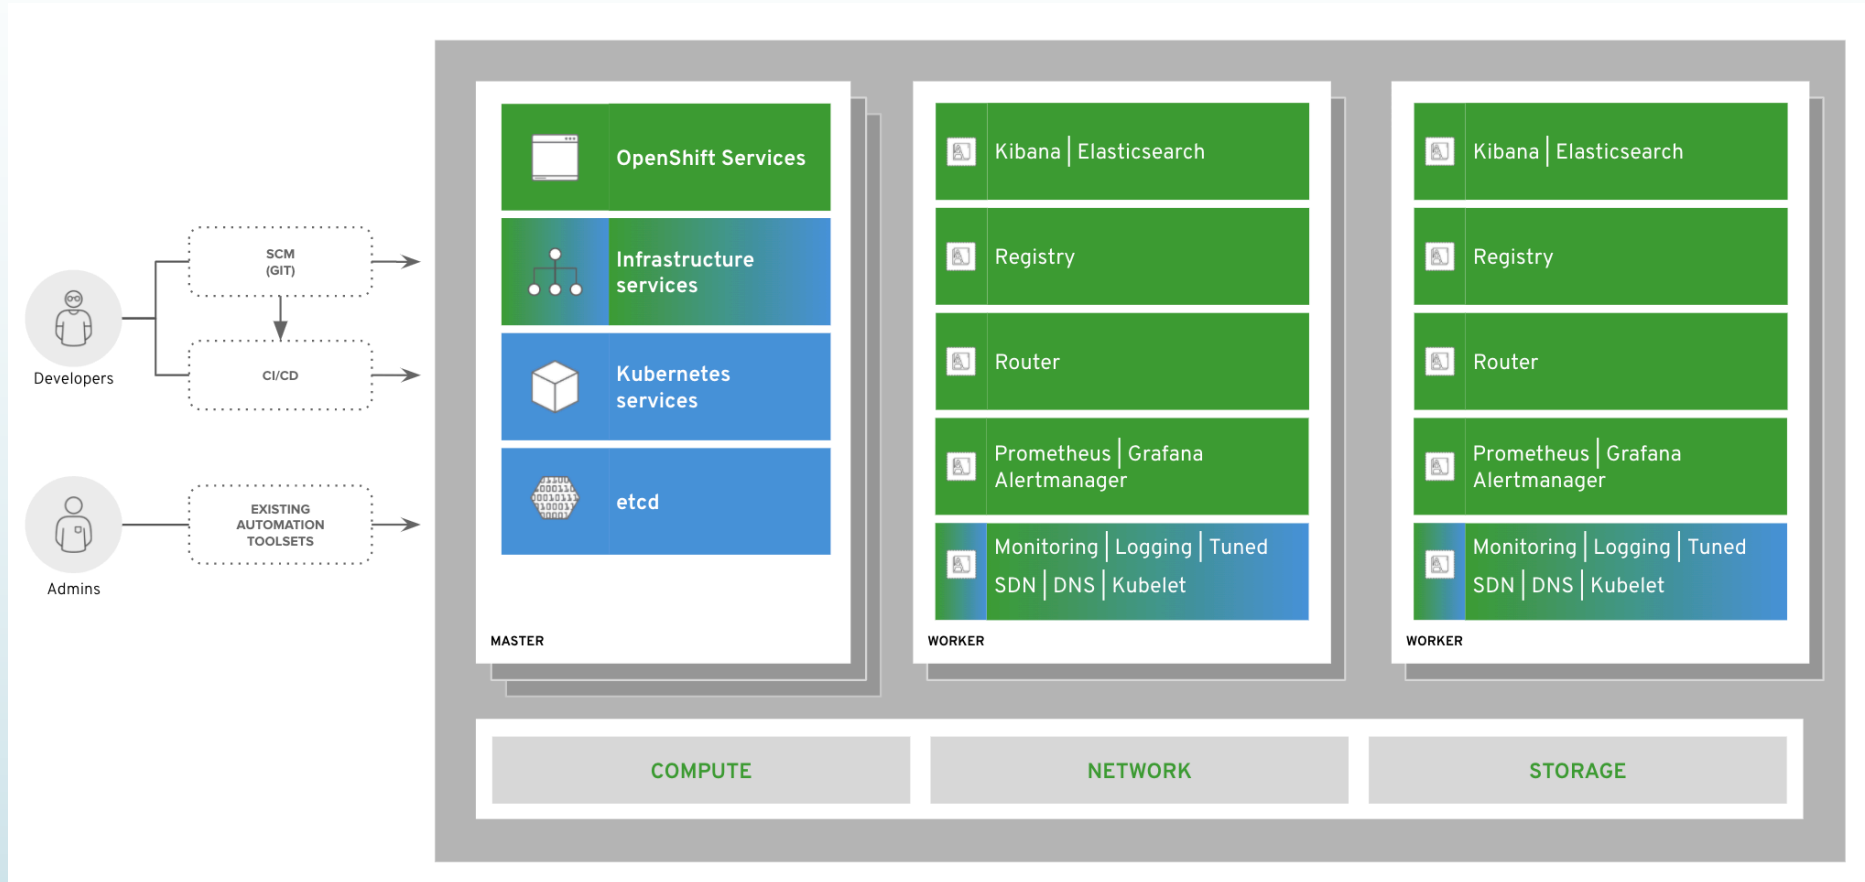 Developers
SCM
(GIT)
CI/CD
Admins
EXISTING
AUTOMATION
TOOLSETS
OpenShift Services
Infrastructure
services
Kubernetes
services
etcd
MASTER
Kibana | Elasticsearch
Registry
Router
Prometheus | Grafana
Alertmanager
Monitoring | Logging | Tuned
SDN | DNS | Kubelet
WORKER
Kibana | Elasticsearch
Registry
Router
Prometheus | Grafana
Alertmanager
Monitoring | Logging | Tuned
SDN | DNS | Kubelet
WORKER
COMPUTE
NETWORK
STORAGE